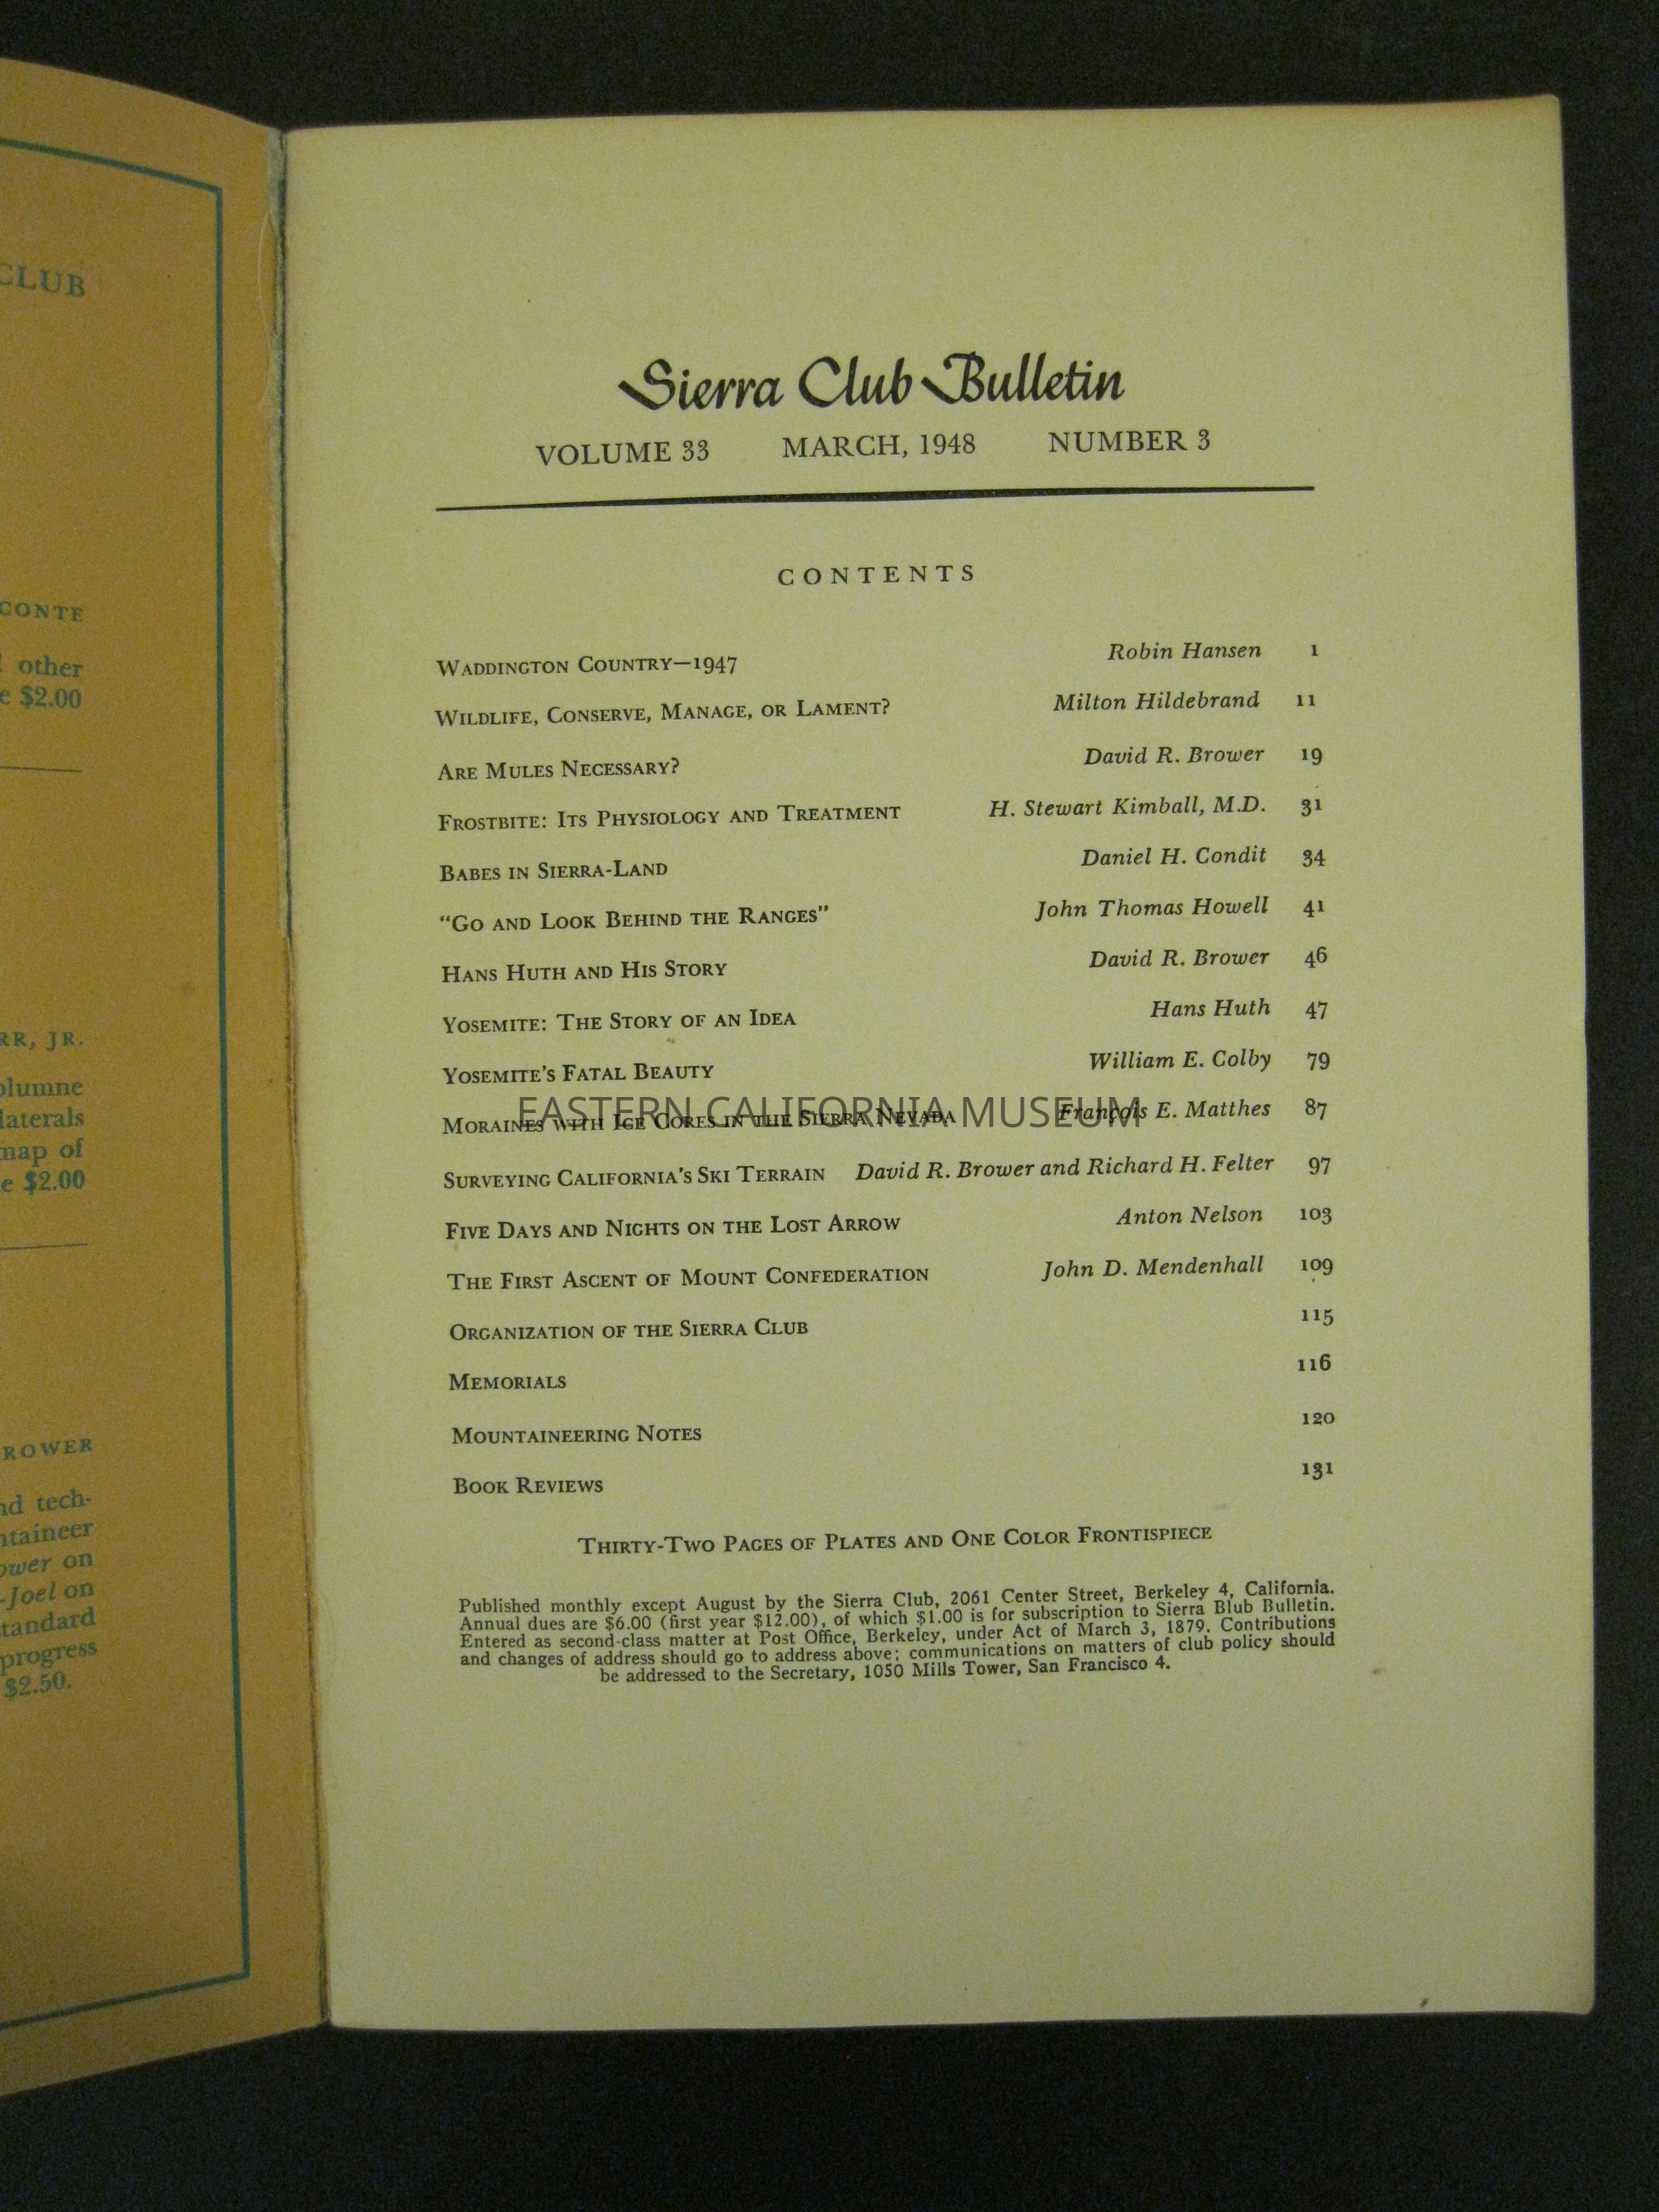 CLUB
CONTE
other
$2.00
RR, JR.
map of
$2.00
tech-
on
Joel on
progress
$2.50.
Sierra Club Bulletin
VOLUME 33 MARCH, 1948 NUMBER 3
CONTENTS
WADDINGTON COUNTRY—1947 Robin Hansen 1
WILDLIFE, CONSERVE, MANAGE, OR LAMENT? Milton Hildebrand 11
ARE MULES NECESSARY? David R. Brower 19
FROSTBITE: ITS PHYSIOLOGY AND TREATMENT H. Stewart Kimball, M.D. 31
BABES IN SIERRA-LAND Daniel H. Condit 34
“GO AND LOOK BEHIND THE RANGES” John Thomas Howell 41
HANS HUTH AND HIS STORY David R. Brower 46
YOSEMITE: THE STORY OF AN IDEA Hans Huth 47
YOSEMITE'S FATAL BEAUTY William E. Colby 79
MORAINES WITH ICE CORES IN THE SIERRA NEVADA François E. Matthes 87
EASTERN CALIFORNIA MUSEUM
SURVEYING CALIFORNIA'S SKI TERRAIN David R. Brower and Richard H. Felter 97
FIVE DAYS AND NIGHTS ON THE LOST ARROW Anton Nelson 103
THE FIRST ASCENT OF MOUNT CONFEDERATION John D. Mendenhall 109
ORGANIZATION OF THE SIERRA CLUB 115
MEMORIALS 116
MOUNTAINEERING NOTES 120
BOOK REVIEWS 131
THIRTY-TWO PAGES OF PLATES AND ONE COLOR FRONTISPIECE
Published monthly except August by the Sierra Club, 2061 Center Street, Berkeley 4, California.
Annual dues are $6.00 (first year $12.00), of which $1.00 is for subscription to Sierra Blub Bulletin.
Entered as second-class matter at Post Office, Berkeley, under Act of March 3, 1879. Contributions
and changes of address should go to address above; communications on matters of club policy should
be addressed to the Secretary, 1050 Mills Tower, San Francisco 4.